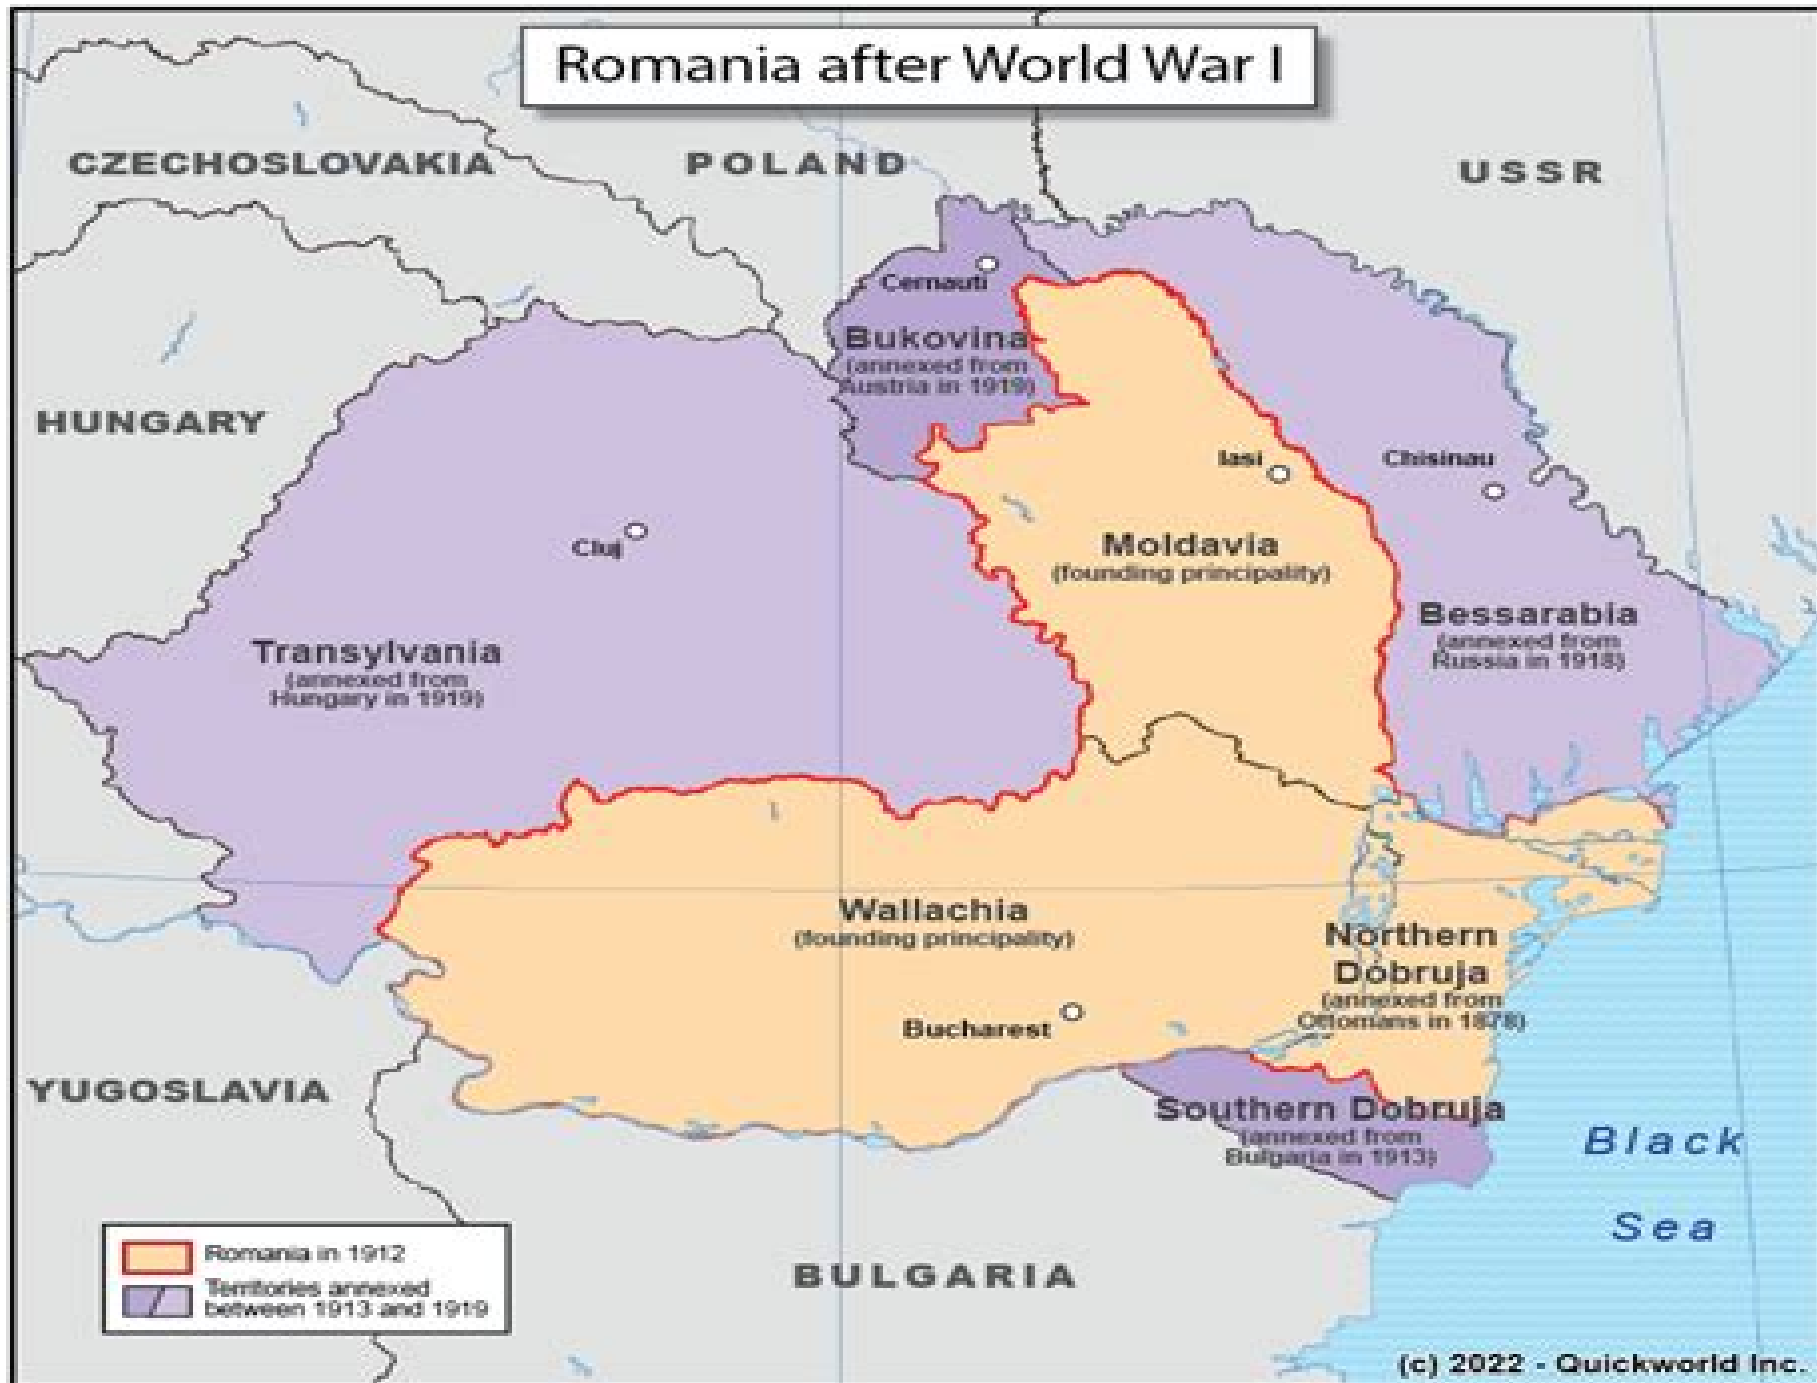 Romania after World War I
CZECHOSLOVAKIA
POLAND
USSR
Cernauti
Bukovina
(annexed from
Austria in 1919)
HUNGARY
Iasi
Chisinau
Cluj
Moldavia
(founding principality)
Bessarabia
(annexed from
Russia in 1918)
Transylvania
(annexed from
Hungary in 1919)
Wallachia
(founding principality)
Northern
Dobruja
(annexed from
Ottomans in 1878)
Bucharest
YUGOSLAVIA
Southern Dobruja
(annexed from
Bulgaria in 1913)
Black
Sea
Romania in 1912
Territories annexed
between 1913 and 1919
BULGARIA
(c) 2022 - Quickworld Inc.